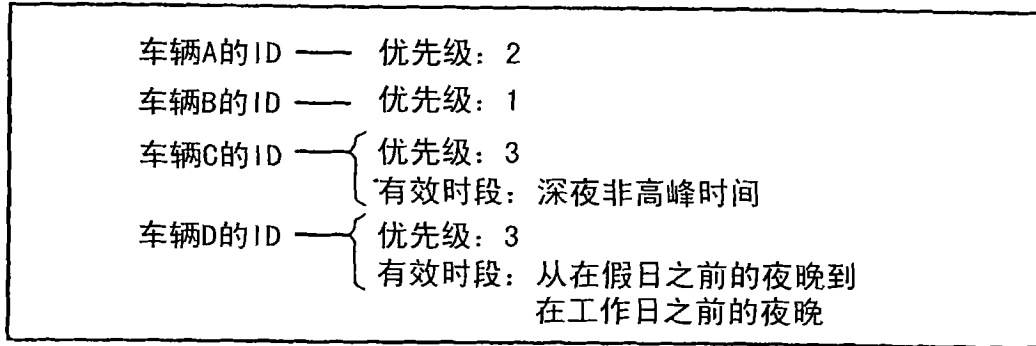 车辆A的ID —— 优先级：2
车辆B的ID —— 优先级：1
车辆C的ID —— 优先级：3
有效时段：深夜非高峰时间
车辆D的ID —— 优先级：3
有效时段：从在假日之前的夜晚到
在工作日之前的夜晚